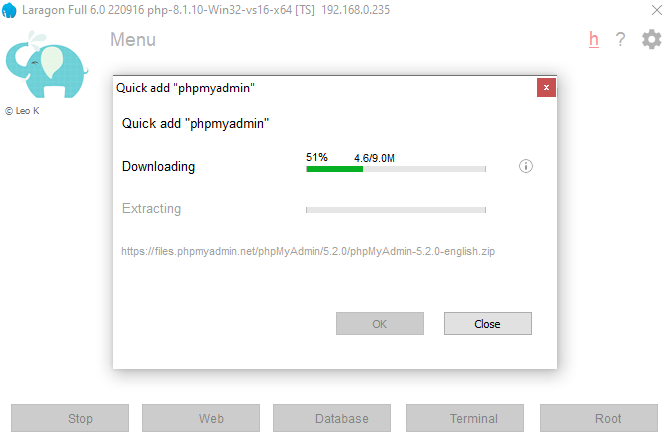 Laragon Full 6.0 220916 php-8.1.10-Win32-vs16-x64 [TS] 192.168.0.235
Menu
h ?
© Leo K
Quick add "phpmyadmin"
x
Quick add "phpmyadmin"
51% 4.6/9.0M
Downloading
Extracting
https://files.phpmyadmin.net/phpMyAdmin/5.2.0/phpMyAdmin-5.2.0-english.zip
OK Close
Stop Web Database Terminal Root